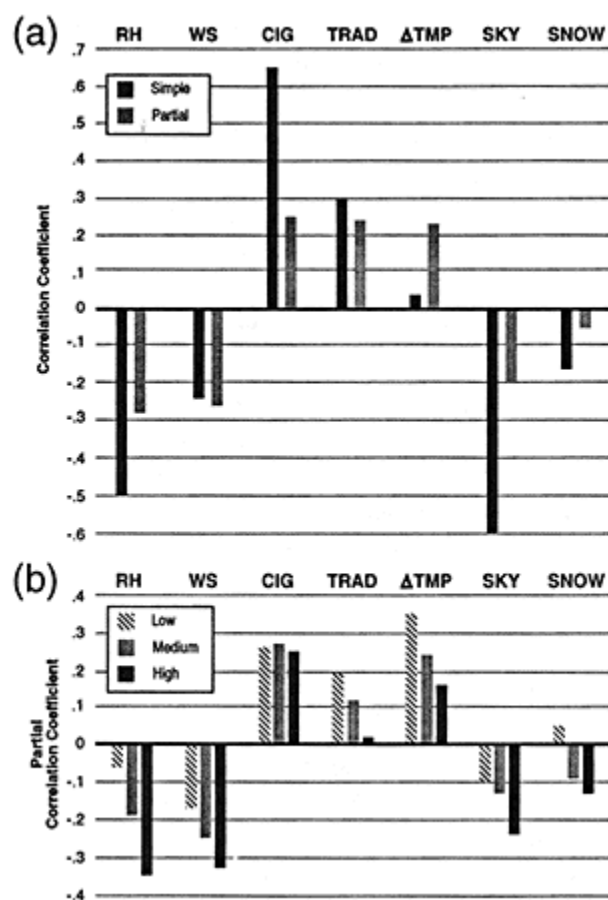 (a)
RH WS CIG TRAD ΔTMP SKY SNOW
.7
.6
.5
.4
.3
.2
.1
0
-.1
-.2
-.3
-.4
-.5
-.6
Simple
Partial
Correlation Coefficient
(b)
RH WS CIG TRAD ΔTMP SKY SNOW
.4
.3
.2
.1
0
-.1
-.2
-.3
-.4
Low
Medium
High
Partial
Correlation Coefficient